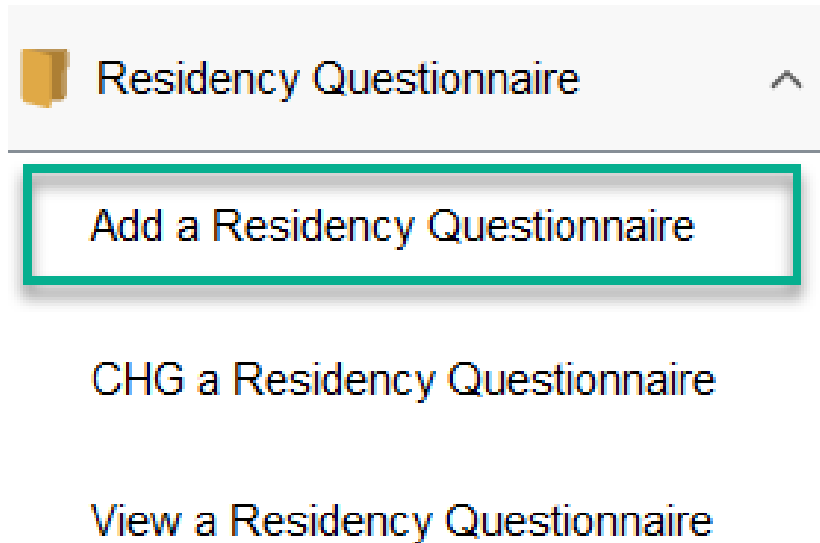 Residency Questionnaire
Add a Residency Questionnaire
CHG a Residency Questionnaire
View a Residency Questionnaire